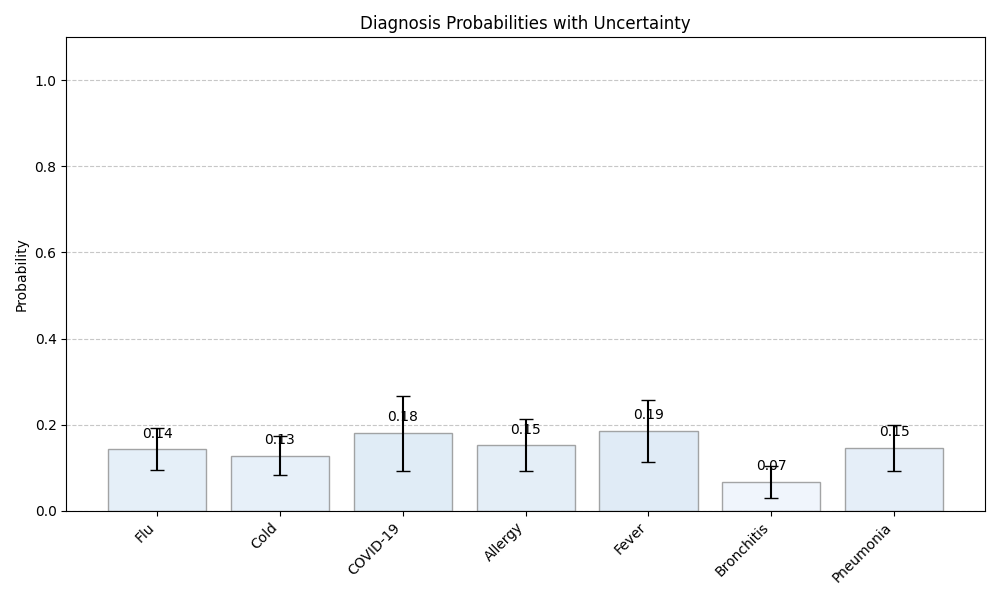 Diagnosis Probabilities with Uncertainty
Probability
1.0
0.8
0.6
0.4
0.2
0.0
0.14
0.13
0.18
0.15
0.19
0.07
0.15
Flu
Cold
COVID-19
Allergy
Fever
Bronchitis
Pneumonia